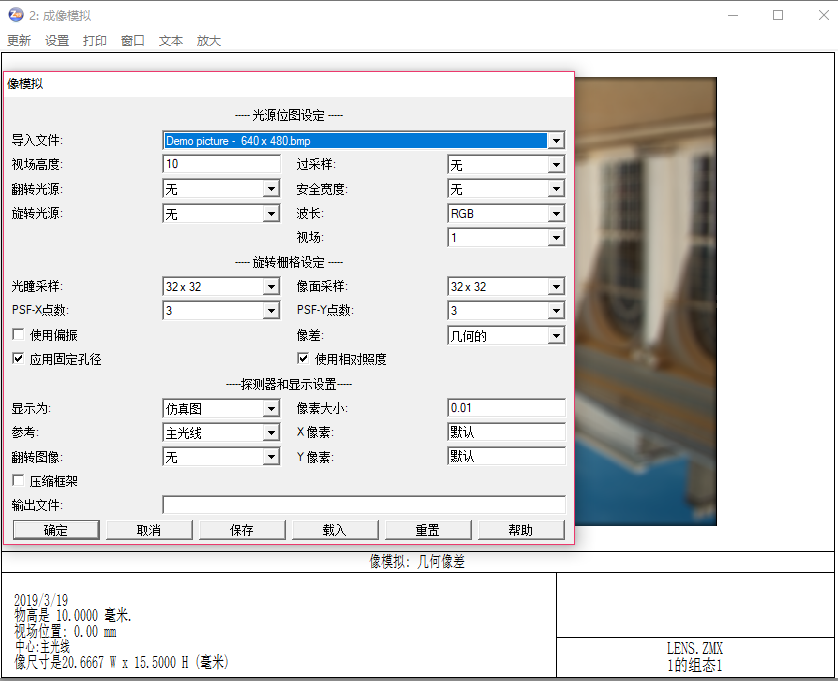 2: 成像模拟
更新 设置 打印 窗口 文本 放大
像模拟
----- 光源位图设定 -----
导入文件: Demo picture - 640 x 480.bmp
视场高度: 10 过采样: 无
翻转光源: 无 安全宽度: 无
旋转光源: 无 波长: RGB
视场: 1
----- 旋转栅格设定 -----
光瞳采样: 32 x 32 像面采样: 32 x 32
PSF-X点数: 3 PSF-Y点数: 3
使用偏振 像差: 几何的
应用固定孔径 使用相对照度
-----探测器和显示设置-----
显示为: 仿真图 像素大小: 0.01
参考: 主光线 X 像素: 默认
翻转图像: 无 Y 像素: 默认
压缩框架
输出文件:
确定 取消 保存 载入 重置 帮助
像模拟: 几何像差
2019/3/19
物高是 10.0000 毫米.
视场位置: 0.00 mm
中心:主光线
像尺寸是20.6667 W x 15.5000 H (毫米)
LENS.ZMX
1的组态1